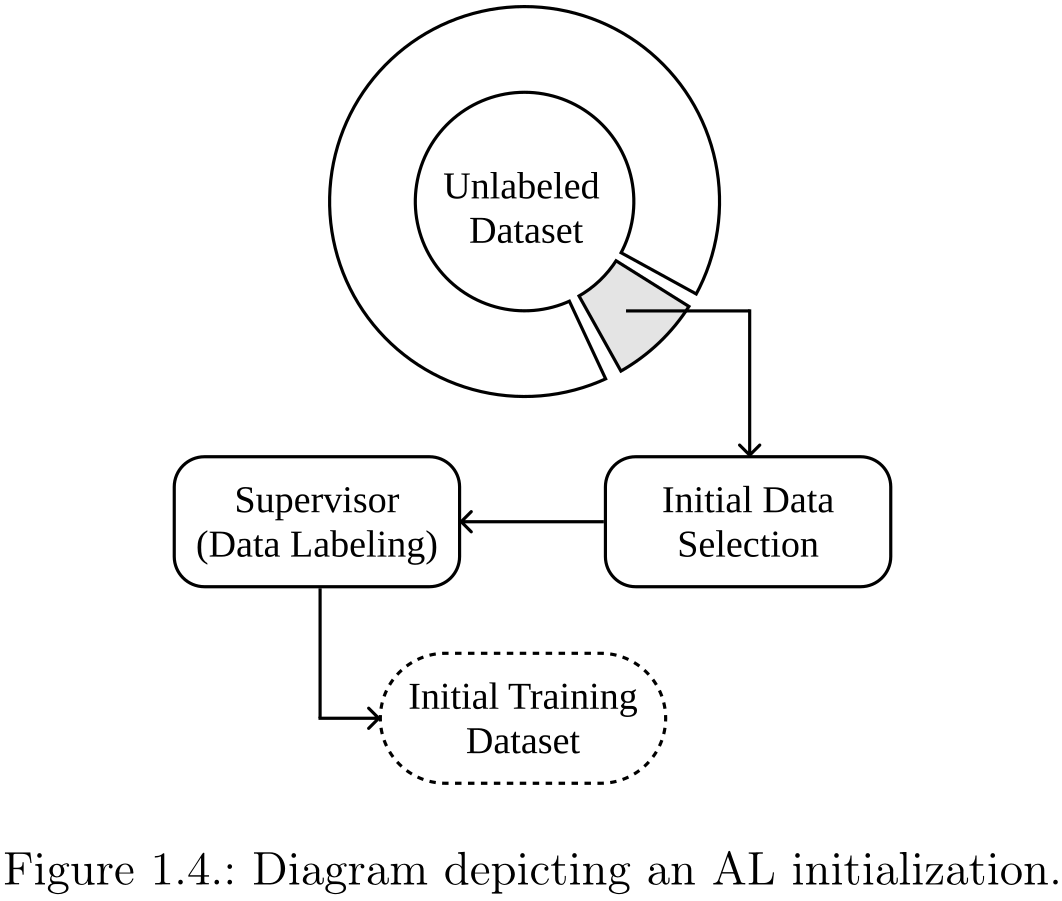 Unlabeled
Dataset
Initial Data
Selection
Supervisor
(Data Labeling)
Initial Training
Dataset
Figure 1.4.: Diagram depicting an AL initialization.